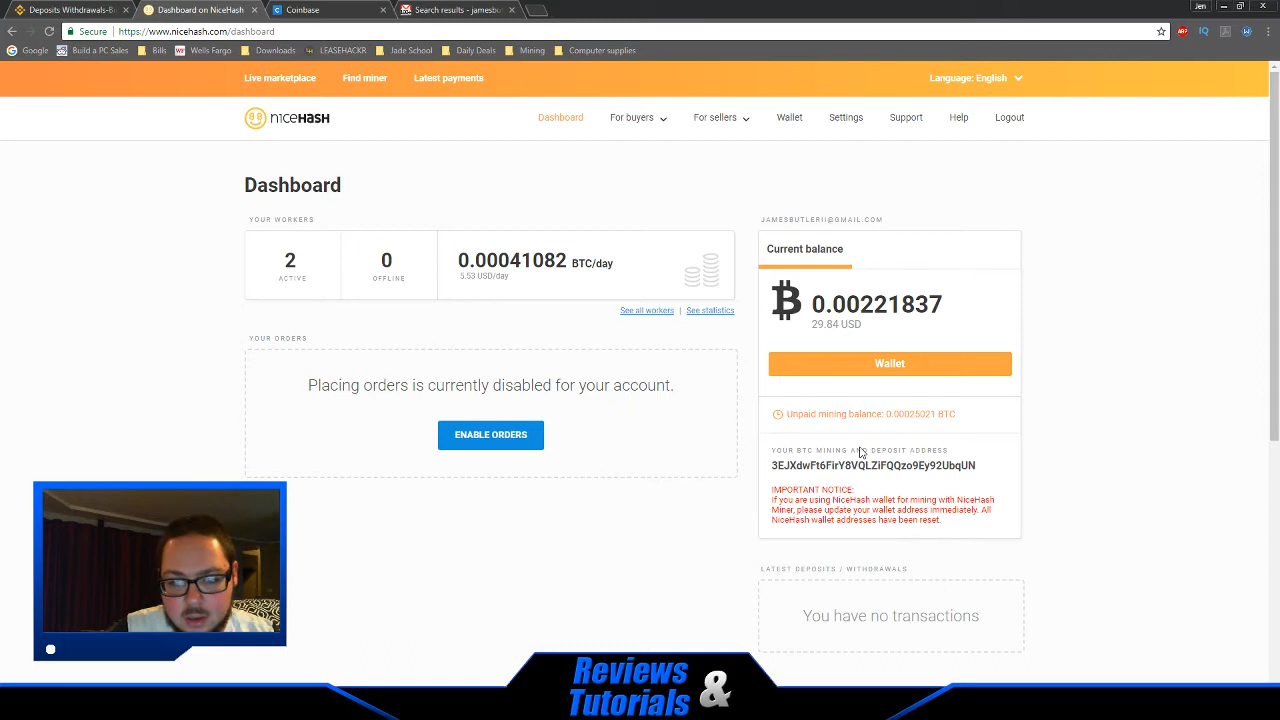 Deposits Withdrawals-Bi
Dashboard on NiceHash
Coinbase
Search results - jamesbu
Jen
Secure
https://www.nicehash.com/dashboard
Google
Build a PC
Bills
Wells Fargo
Downloads
LEASEHACKR
Jade School
Daily Deals
Mining
Computer supplies
Live marketplace
Find miner
Latest payments
Language: English
NICEHASH
Dashboard
For buyers
For sellers
Wallet
Settings
Support
Help
Logout
Dashboard
YOUR WORKERS
2
ACTIVE
0
OFFLINE
0.00041082 BTC/day
5.53 USD/day
See all workers | See statistics
YOUR ORDERS
Placing orders is currently disabled for your account.
ENABLE ORDERS
JAMESBUTLERII@GMAIL.COM
Current balance
0.00221837
29.84 USD
Wallet
Unpaid mining balance: 0.00025021 BTC
YOUR BTC MINING AND DEPOSIT ADDRESS
3EJXdwFt6FirY8VQLZiFQQzo9Ey92UbqUN
IMPORTANT NOTICE:
If you are using NiceHash wallet for mining with NiceHash
Miner, please update your wallet address immediately. All
NiceHash wallet addresses have been reset.
LATEST DEPOSITS / WITHDRAWALS
You have no transactions
Reviews
& Tutorials